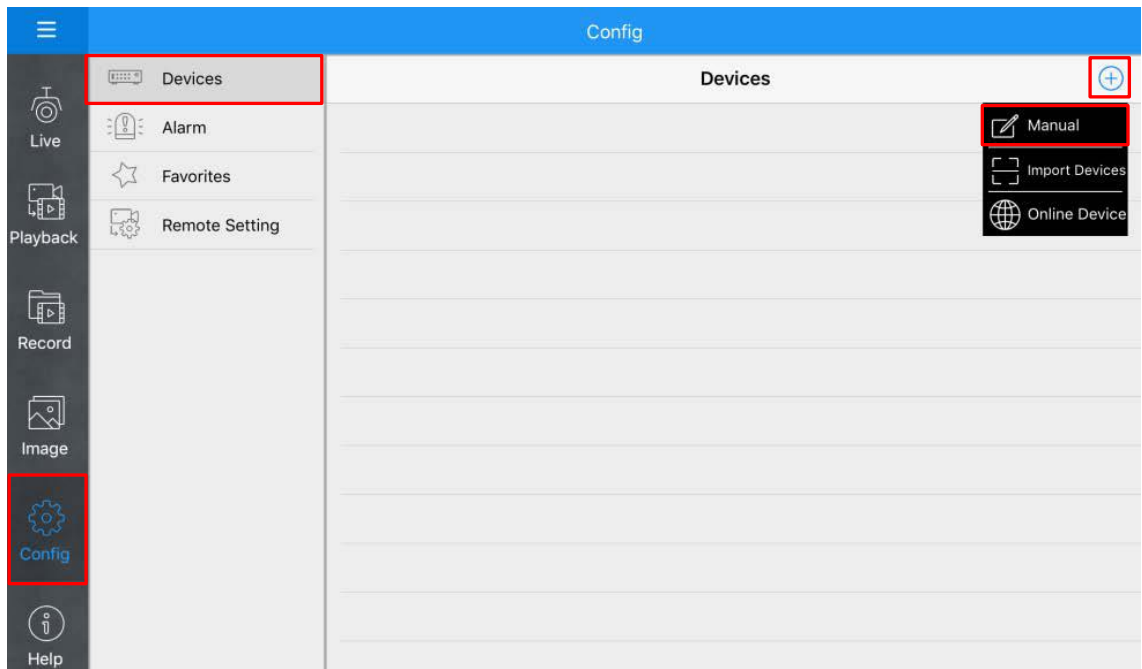 Config
Live
Playback
Record
Image
Config
Help
Devices
Alarm
Favorites
Remote Setting
Devices
Manual
Import Devices
Online Device